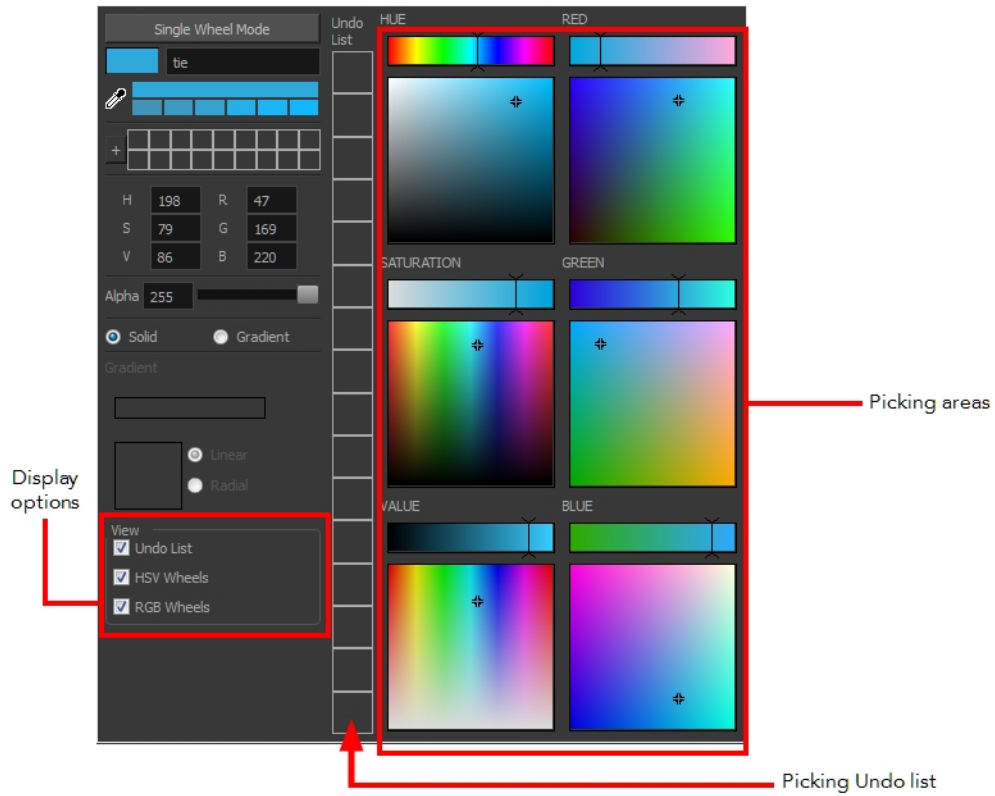 Single Wheel Mode
tie
+
H 198 R 47
S 79 G 169
V 86 B 220
Alpha 255
Solid Gradient
Gradient
Linear
Radial
View
Undo List
HSV Wheels
RGB Wheels
Undo
List
HUE
RED
SATURATION
GREEN
VALUE
BLUE
Display
options
Picking areas
Picking Undo list